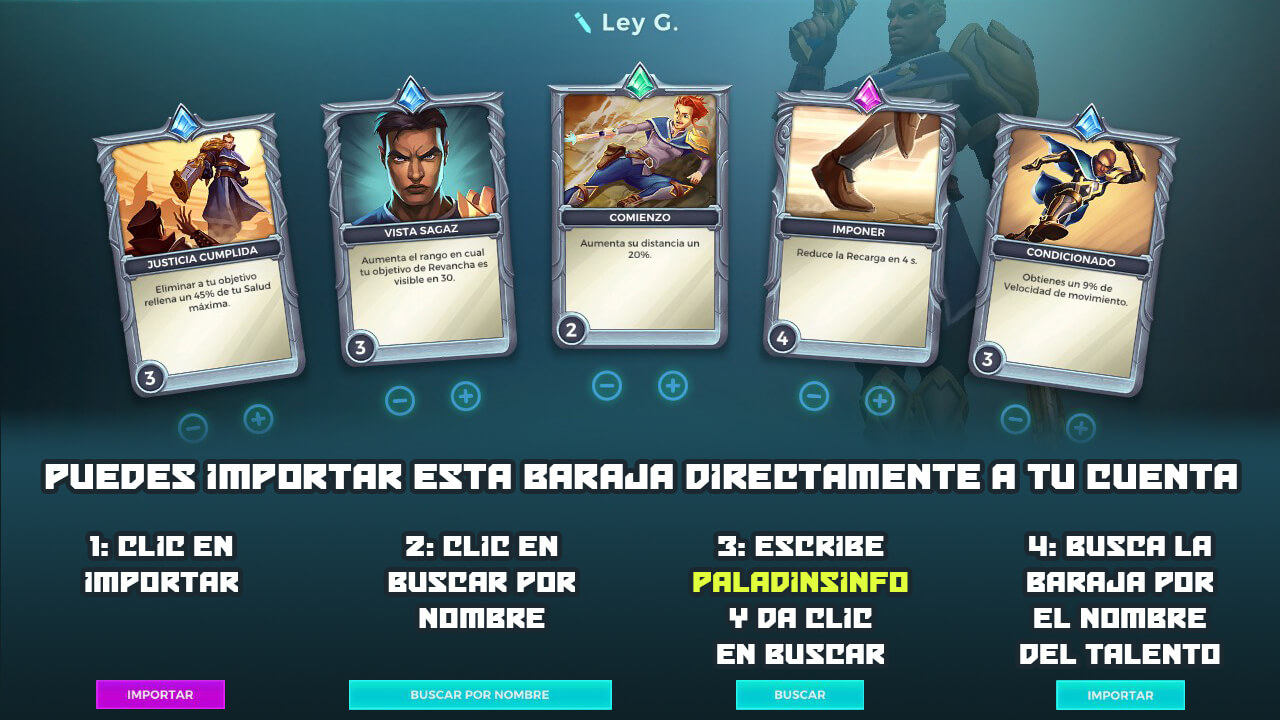 Ley G.
JUSTICIA CUMPLIDA
Eliminar a tu objetivo
rellena un 45% de tu Salud
máxima.
3
VISTA SAGAZ
Aumenta el rango en cual
tu objetivo de Revancha es
visible en 30.
3
COMIENZO
Aumenta su distancia un
20%.
2
IMPONER
Reduce la Recarga en 4 s.
4
CONDICIONADO
Obtienes un 9% de
Velocidad de movimiento.
3
PUEDES IMPORTAR ESTA BARAJA DIRECTAMENTE A TU CUENTA
1: CLIC EN
IMPORTAR
IMPORTAR
2: CLIC EN
BUSCAR POR
NOMBRE
BUSCAR POR NOMBRE
3: ESCRIBE
PALADINSINFO
Y DA CLIC
EN BUSCAR
BUSCAR
4: BUSCA LA
BARAJA POR
EL NOMBRE
DEL TALENTO
IMPORTAR